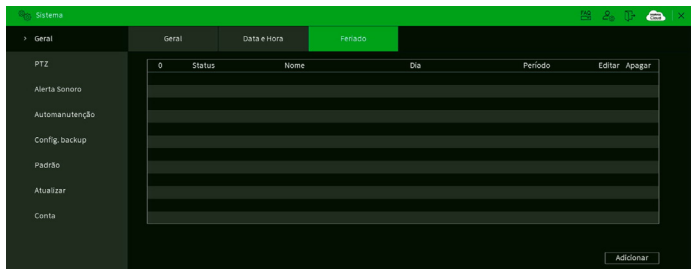 Sistema
Geral
PTZ
Alerta Sonoro
Automanutenção
Config. backup
Padrão
Atualizar
Conta
Geral Data e Hora Feriado
0 Status Nome Dia Período Editar Apagar
Adicionar